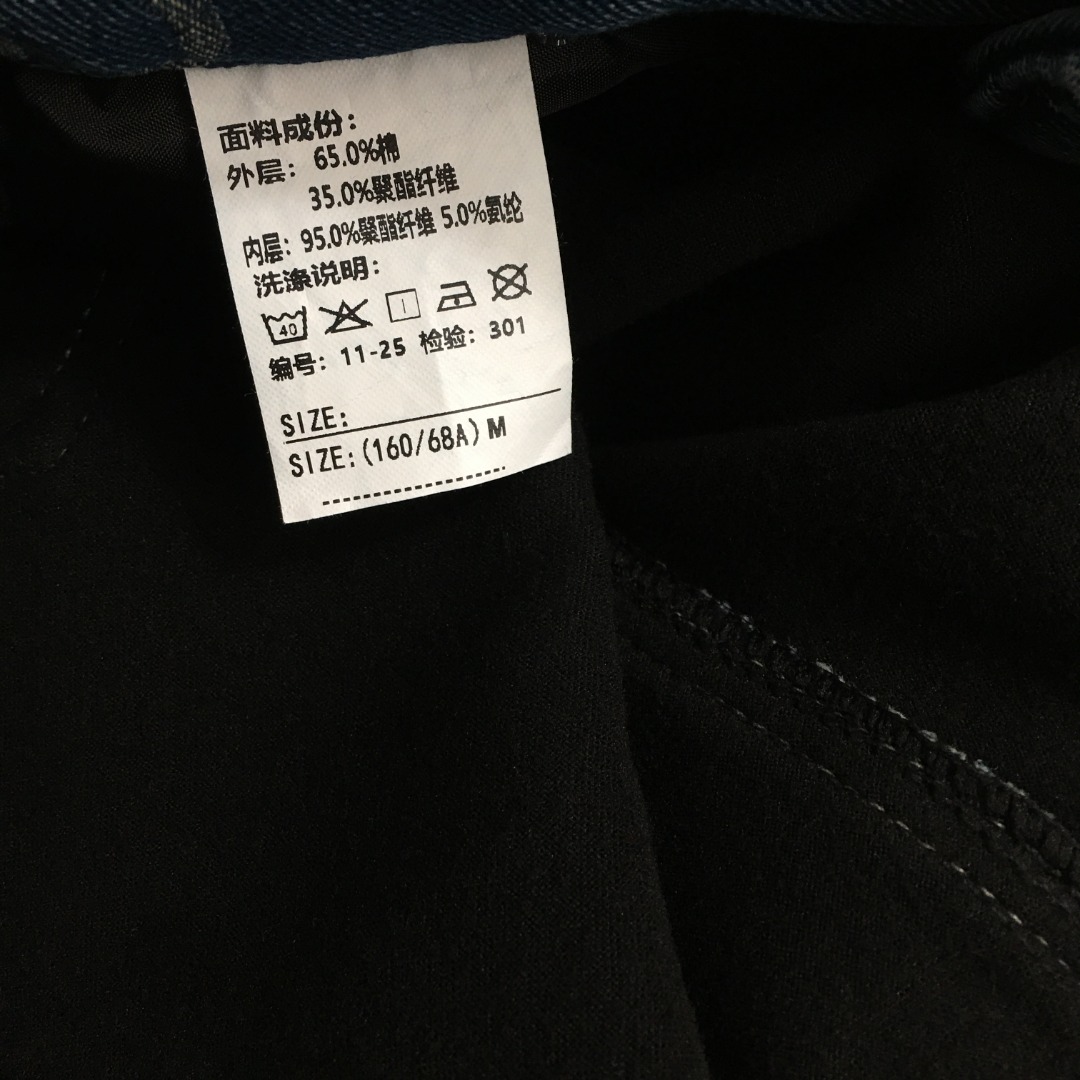 面料成份：
外层：65.0%棉
35.0%聚酯纤维
内层：95.0%聚酯纤维 5.0%氨纶
洗涤说明：
40
编号：11-25 检验：301
SIZE:
SIZE:(160/68A)M